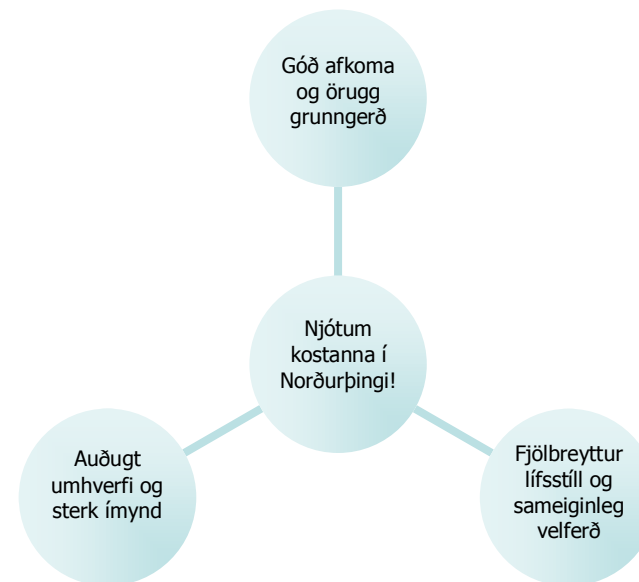 Góð afkoma
og örugg
grunngerð
Njótum
kostanna í
Norðurþingi!
Auðugt
umhverfi og
sterk ímynd
Fjölbreyttur
lífsstíll og
sameiginleg
velferð